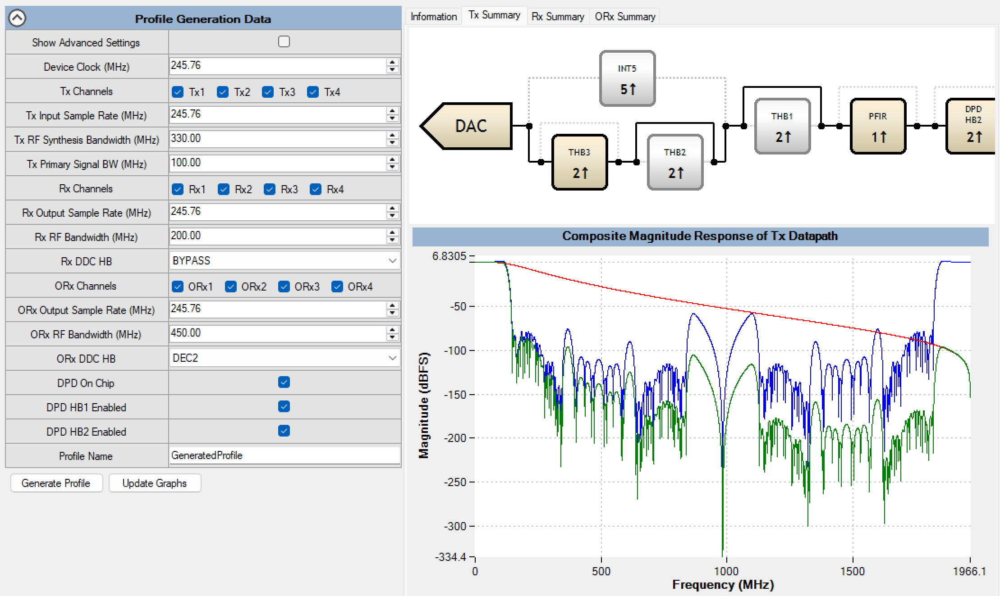 Profile Generation Data
Show Advanced Settings
Device Clock (MHz) 245.76
Tx Channels Tx1 Tx2 Tx3 Tx4
Tx Input Sample Rate (MHz) 245.76
Tx RF Synthesis Bandwidth (MHz) 330.00
Tx Primary Signal BW (MHz) 100.00
Rx Channels Rx1 Rx2 Rx3 Rx4
Rx Output Sample Rate (MHz) 245.76
Rx RF Bandwidth (MHz) 200.00
Rx DDC HB BYPASS
ORx Channels ORx1 ORx2 ORx3 ORx4
ORx Output Sample Rate (MHz) 245.76
ORx RF Bandwidth (MHz) 450.00
ORx DDC HB DEC2
DPD On Chip
DPD HB1 Enabled
DPD HB2 Enabled
Profile Name GeneratedProfile
Generate Profile Update Graphs
Information Tx Summary Rx Summary ORx Summary
INT5
5↑
DAC
THB3
2↑
THB2
2↑
THB1
2↑
PFIR
1↑
DPD
HB2
2↑
Composite Magnitude Response of Tx Datapath
Magnitude (dBFS)
6.8305
-50
-100
-150
-200
-250
-300
-334.4
0 500 1000 1500 1966.1
Frequency (MHz)